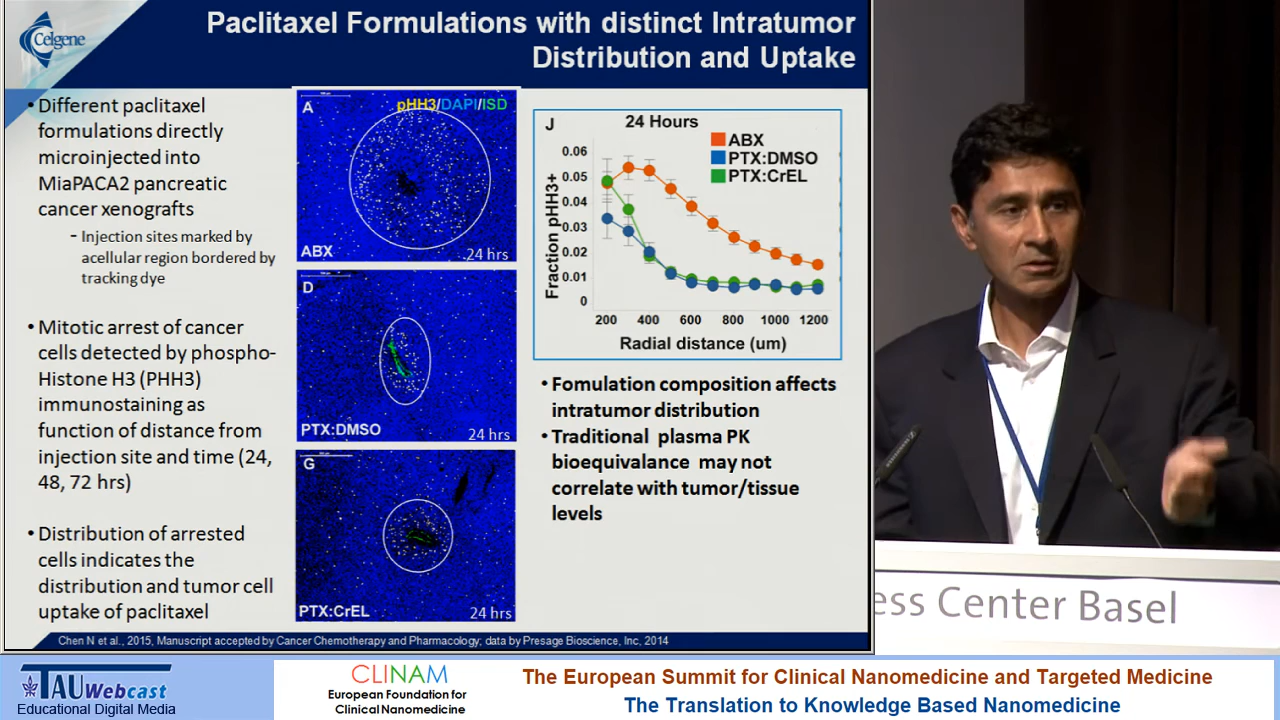 Celgene
Paclitaxel Formulations with distinct Intratumor
Distribution and Uptake
• Different paclitaxel
formulations directly
microinjected into
MiaPACA2 pancreatic
cancer xenografts
- Injection sites marked by
acellular region bordered by
tracking dye
• Mitotic arrest of cancer
cells detected by phospho-
Histone H3 (PHH3)
immunostaining as
function of distance from
injection site and time (24,
48, 72 hrs)
• Distribution of arrested
cells indicates the
distribution and tumor cell
uptake of paclitaxel
A
pHH3/DAPI/ISD
ABX
24 hrs
D
PTX:DMSO
24 hrs
G
PTX:CrEL
24 hrs
J
24 Hours
ABX
PTX:DMSO
PTX:CrEL
Fraction pHH3+
0.06
0.05
0.04
0.03
0.02
0.01
0
200 400 600 800 1000 1200
Radial distance (um)
• Fomulation composition affects
intratumor distribution
• Traditional plasma PK
bioequivalance may not
correlate with tumor/tissue
levels
Chen N et al., 2015, Manuscript accepted by Cancer Chemotherapy and Pharmacology; data by Presage Bioscience, Inc, 2014
ess Center Basel
TAU Webcast
Educational Digital Media
CLINAM
European Foundation for
Clinical Nanomedicine
The European Summit for Clinical Nanomedicine and Targeted Medicine
The Translation to Knowledge Based Nanomedicine